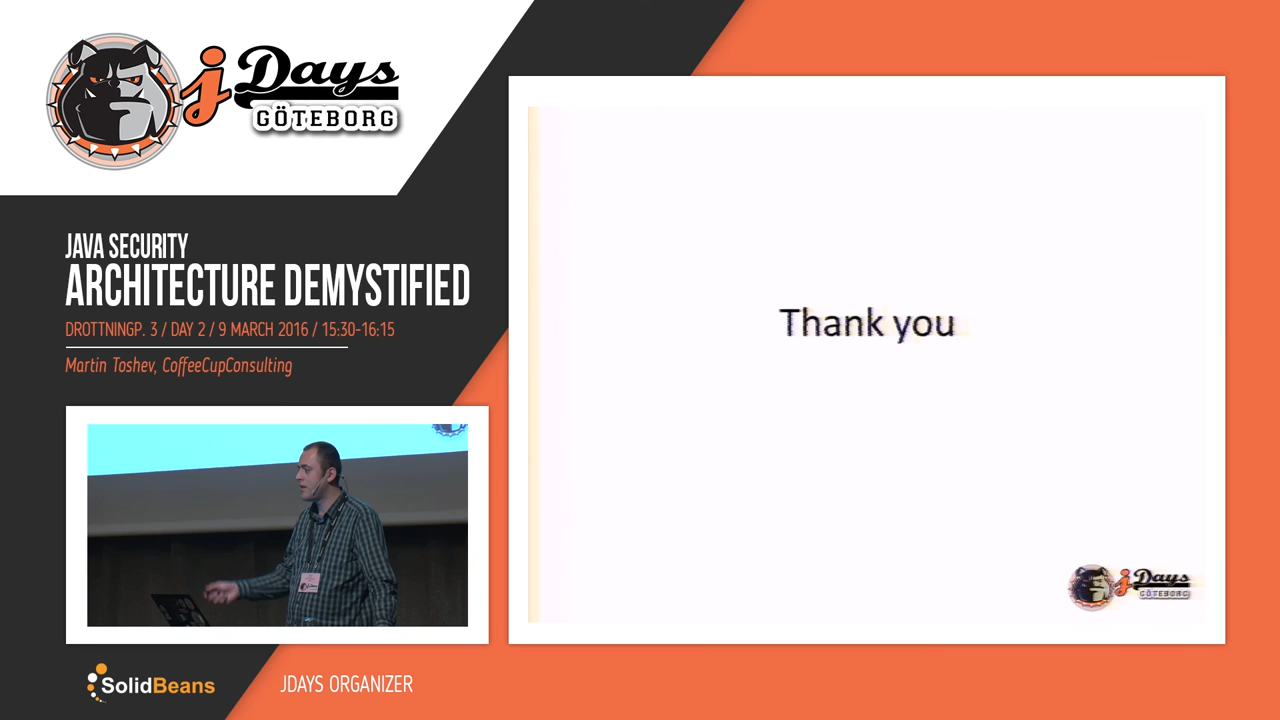 jDays
GÖTEBORG
JAVA SECURITY
ARCHITECTURE DEMYSTIFIED
DROTTNINGP. 3 / DAY 2 / 9 MARCH 2016 / 15:30-16:15
Martin Toshev, CoffeeCupConsulting
Thank you
jDays
GÖTEBORG
SolidBeans
JDAYS ORGANIZER